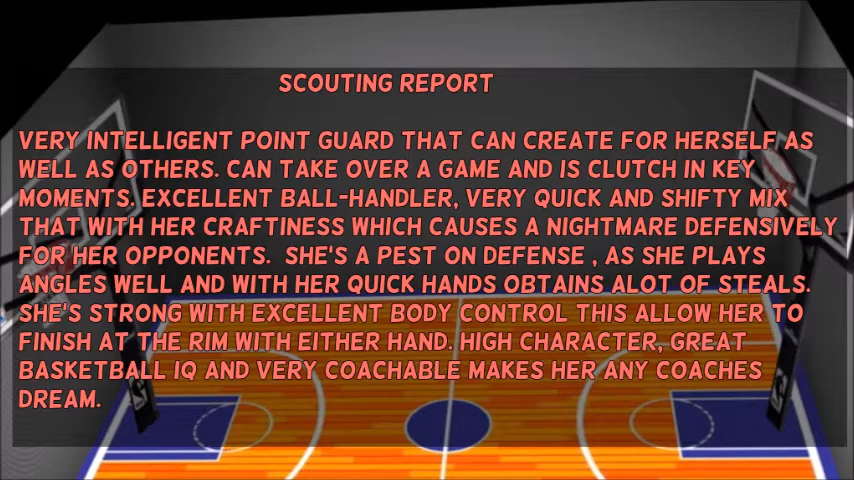 SCOUTING REPORT
VERY INTELLIGENT POINT GUARD THAT CAN CREATE FOR HERSELF AS
WELL AS OTHERS. CAN TAKE OVER A GAME AND IS CLUTCH IN KEY
MOMENTS. EXCELLENT BALL-HANDLER, VERY QUICK AND SHIFTY MIX
THAT WITH HER CRAFTINESS WHICH CAUSES A NIGHTMARE DEFENSIVELY
FOR HER OPPONENTS. SHE'S A PEST ON DEFENSE , AS SHE PLAYS
ANGLES WELL AND WITH HER QUICK HANDS OBTAINS ALOT OF STEALS.
SHE'S STRONG WITH EXCELLENT BODY CONTROL THIS ALLOW HER TO
FINISH AT THE RIM WITH EITHER HAND. HIGH CHARACTER, GREAT
BASKETBALL IQ AND VERY COACHABLE MAKES HER ANY COACHES
DREAM.